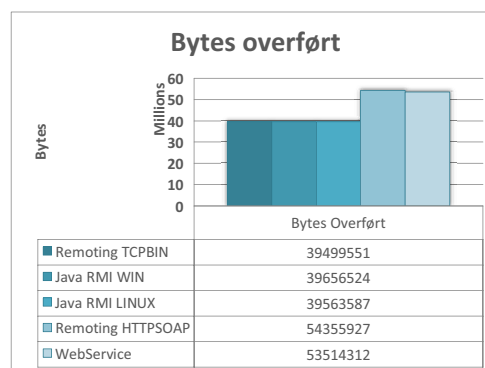 Bytes overført
Bytes
Millions
60
50
40
30
20
10
0
Bytes Overført
Remoting TCPBIN 39499551
Java RMI WIN 39656524
Java RMI LINUX 39563587
Remoting HTTPSOAP 54355927
WebService 53514312